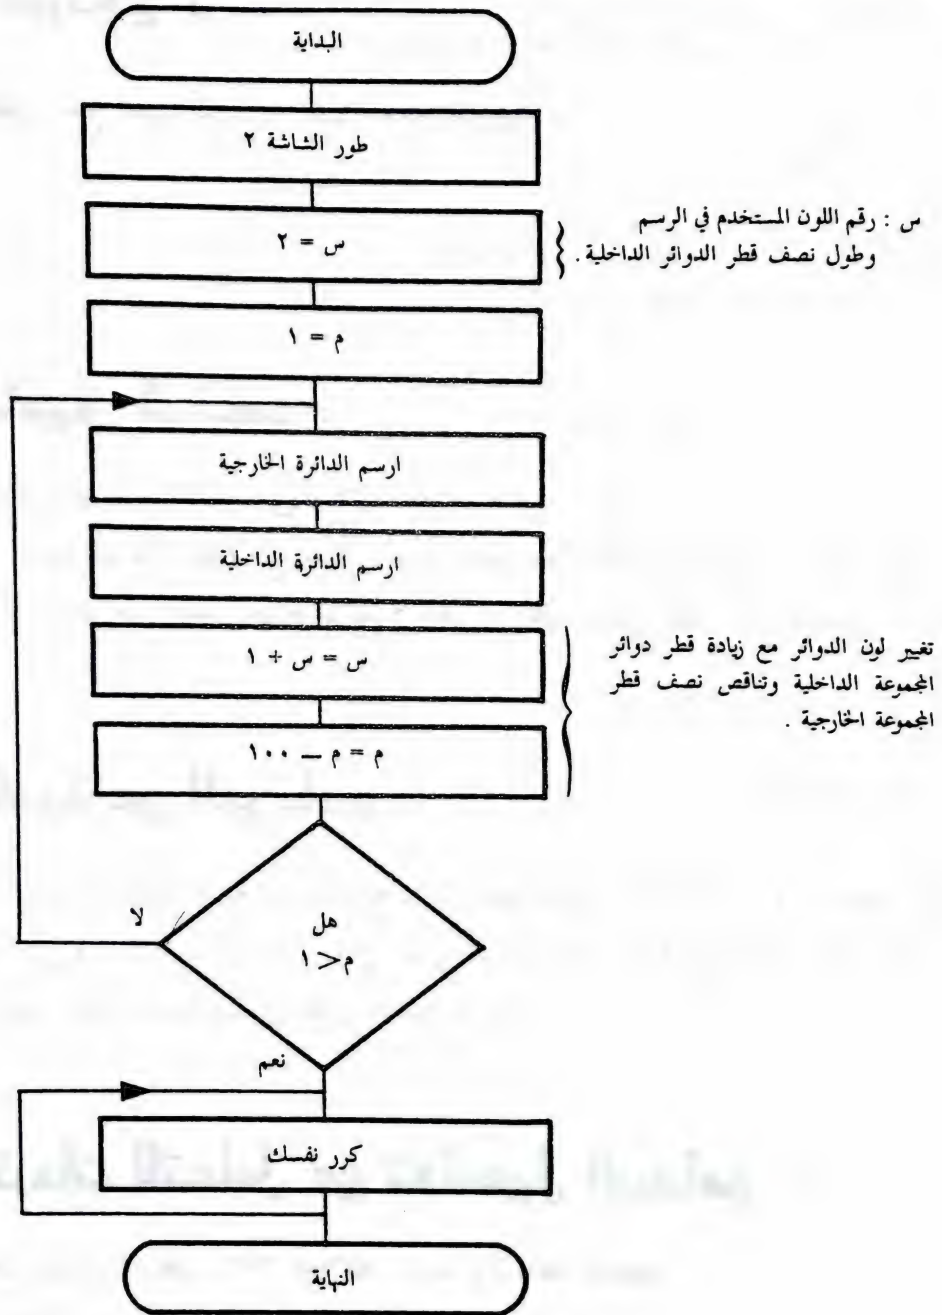 البداية
طور الشاشة ٢
س = ٢
س : رقم اللون المستخدم في الرسم
وطول نصف قطر الدوائر الداخلية .
م = ١
ارسم الدائرة الخارجية
ارسم الدائرة الداخلية
س = س + ١
م = م — ١٠٠
تغيير لون الدوائر مع زيادة قطر دوائر
المجموعة الداخلية وتناقص نصف قطر
المجموعة الخارجية .
هل
م > ١
لا
نعم
كرر نفسك
النهاية